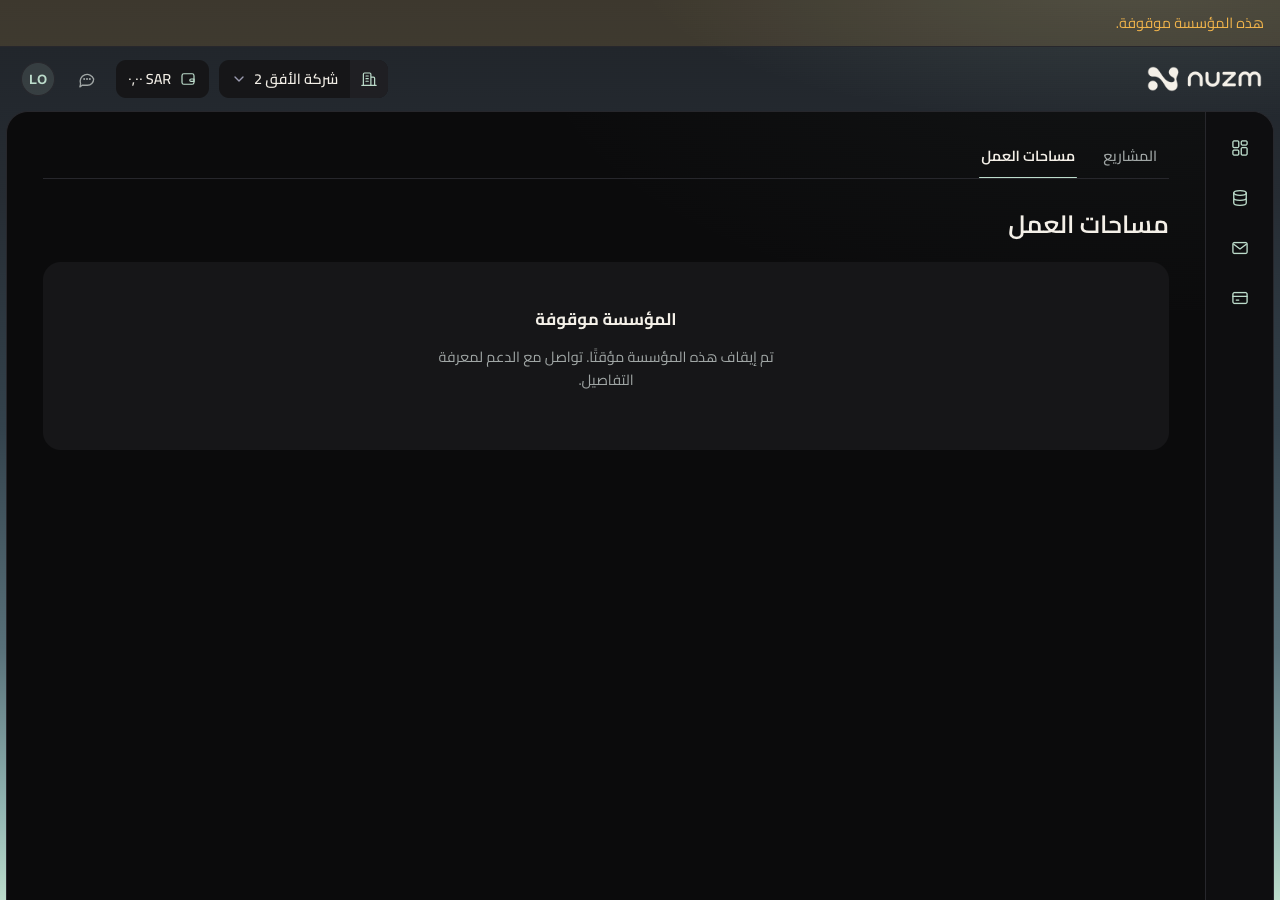 هذه المؤسسة موقوفة.
nuzm
شركة الأفق 2
٠,٠٠ SAR
LO
المشاريع
مساحات العمل
مساحات العمل
المؤسسة موقوفة
تم إيقاف هذه المؤسسة مؤقتًا. تواصل مع الدعم لمعرفة
التفاصيل.